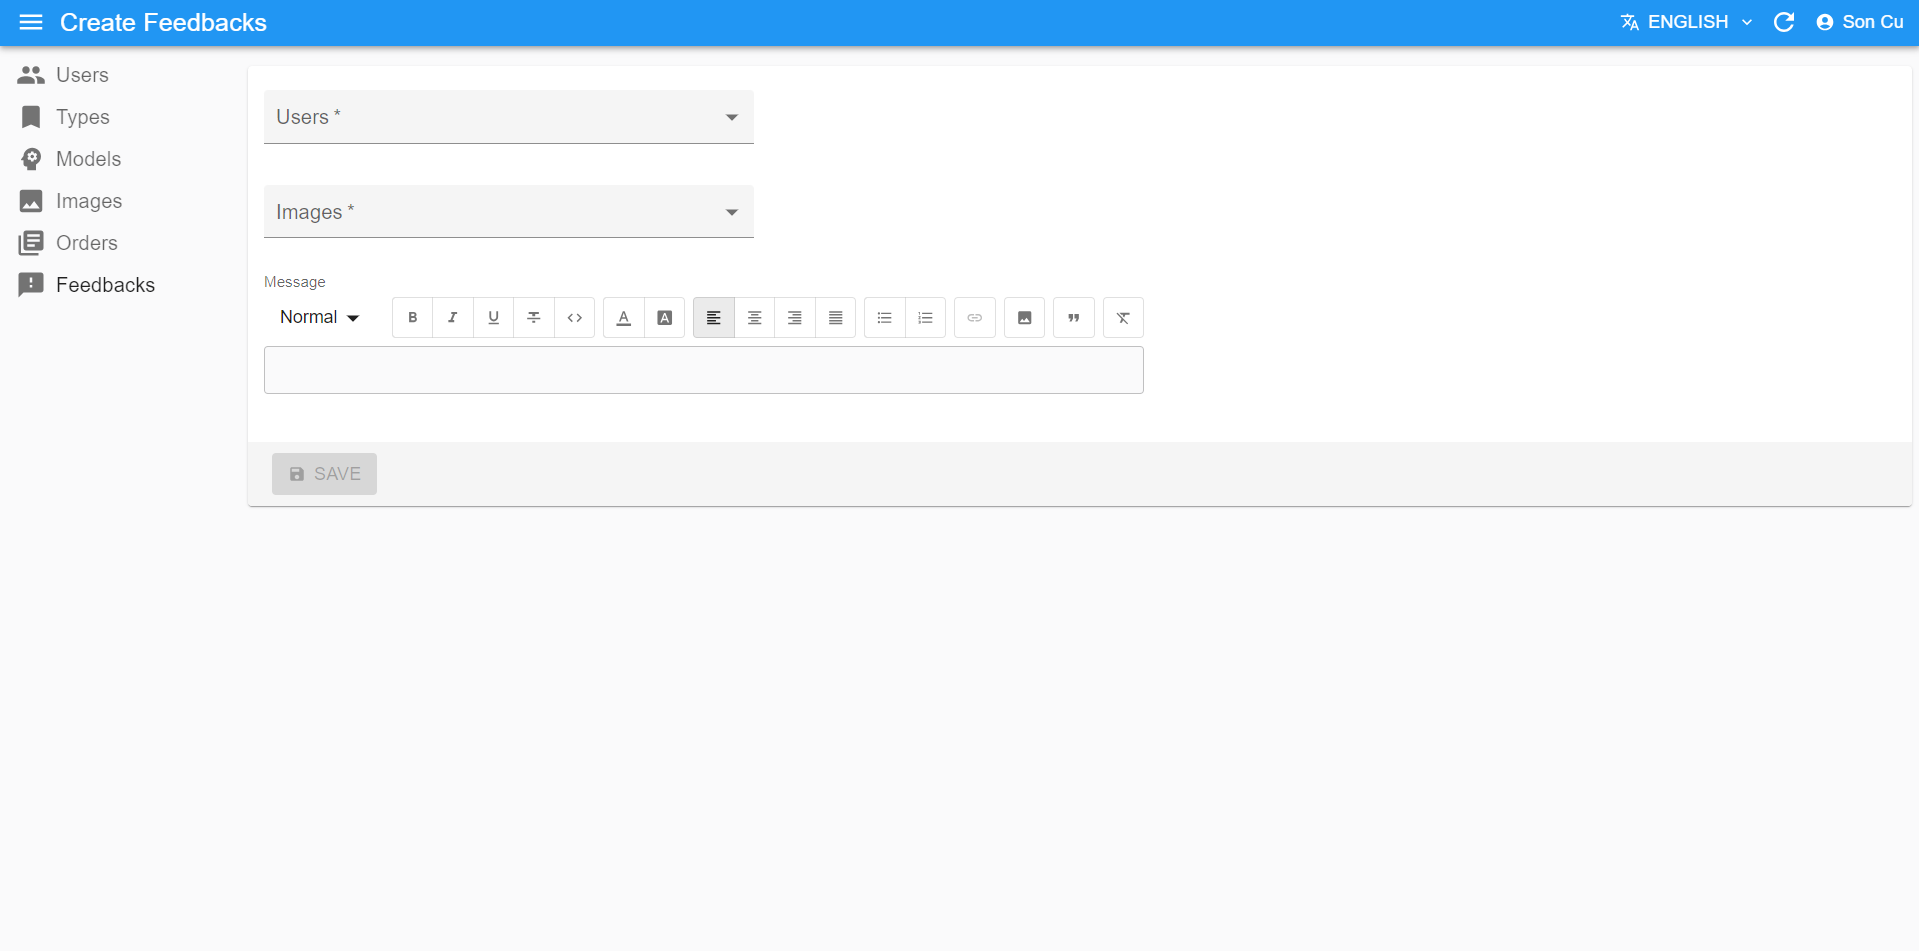 Create Feedbacks
ENGLISH
Son Cu
Users
Types
Models
Images
Orders
Feedbacks
Users *
Images *
Message
Normal
SAVE